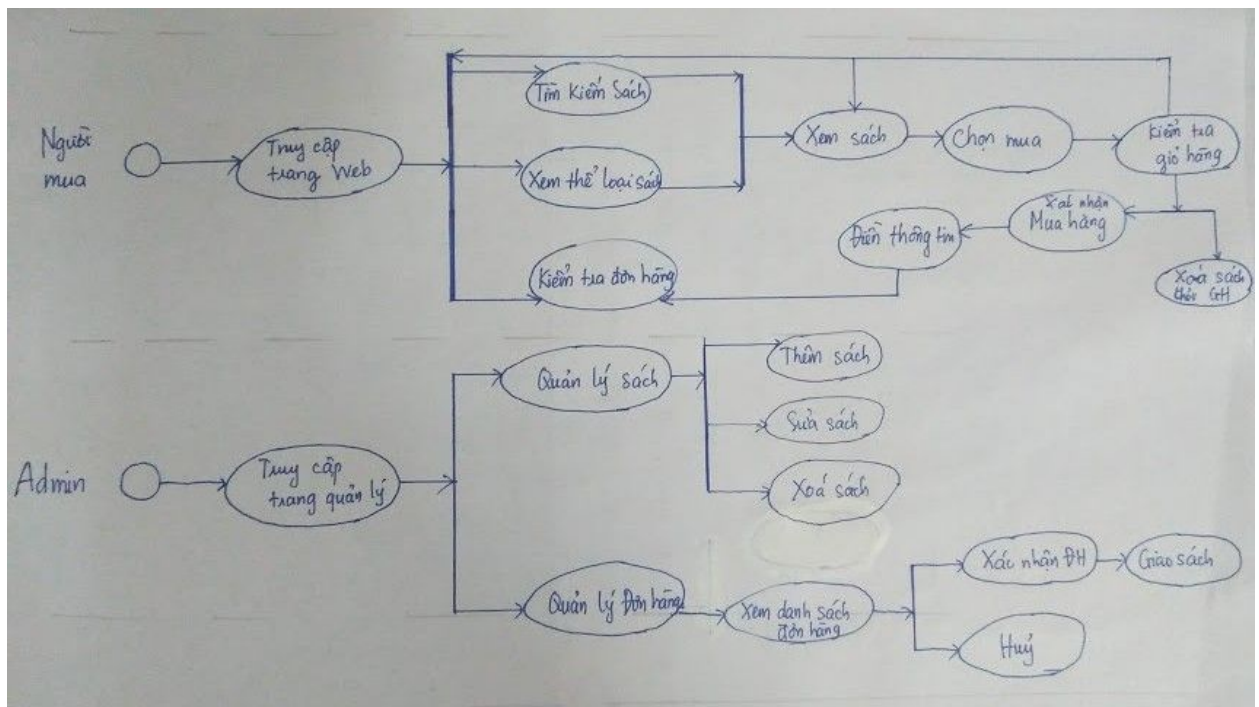 Người
mua
Truy cập
trang Web
Tìm Kiếm Sách
Xem thể loại sách
Kiểm tra đơn hàng
Xem sách
Chọn mua
Kiểm tra
giỏ hàng
Xác nhận
Mua hàng
Điền thông tin
Xoá sách
GH
Admin
Truy cập
trang quản lý
Quản lý sách
Thêm sách
Sửa sách
Xoá sách
Quản lý Đơn hàng
Xem danh sách
đơn hàng
Xác nhận ĐH
Giao sách
Huỷ